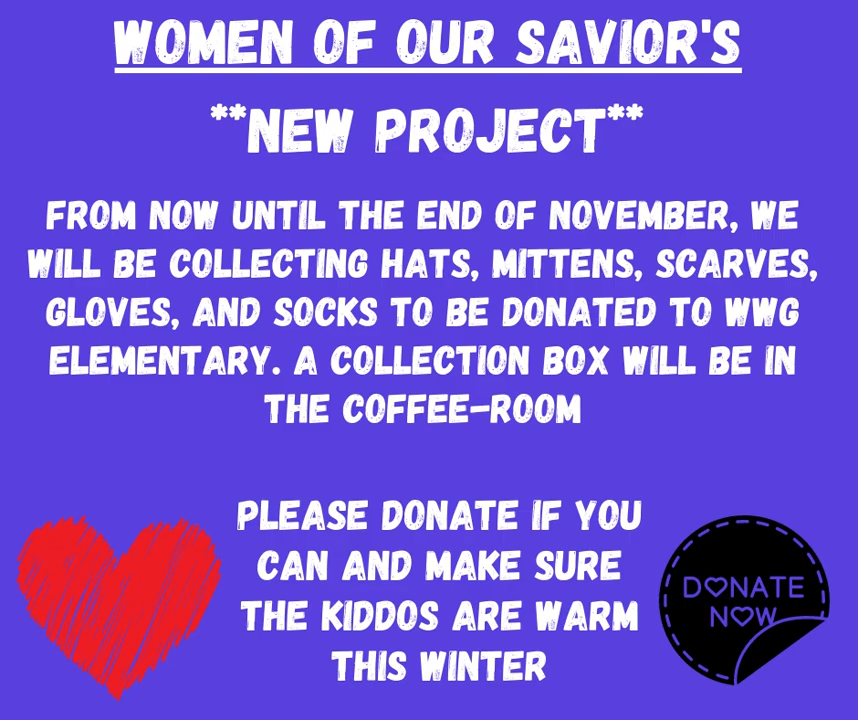 WOMEN OF OUR SAVIOR'S
**NEW PROJECT**
FROM NOW UNTIL THE END OF NOVEMBER, WE
WILL BE COLLECTING HATS, MITTENS, SCARVES,
GLOVES, AND SOCKS TO BE DONATED TO WWG
ELEMENTARY. A COLLECTION BOX WILL BE IN
THE COFFEE-ROOM
PLEASE DONATE IF YOU
CAN AND MAKE SURE
THE KIDDOS ARE WARM
THIS WINTER
DONATE
NOW